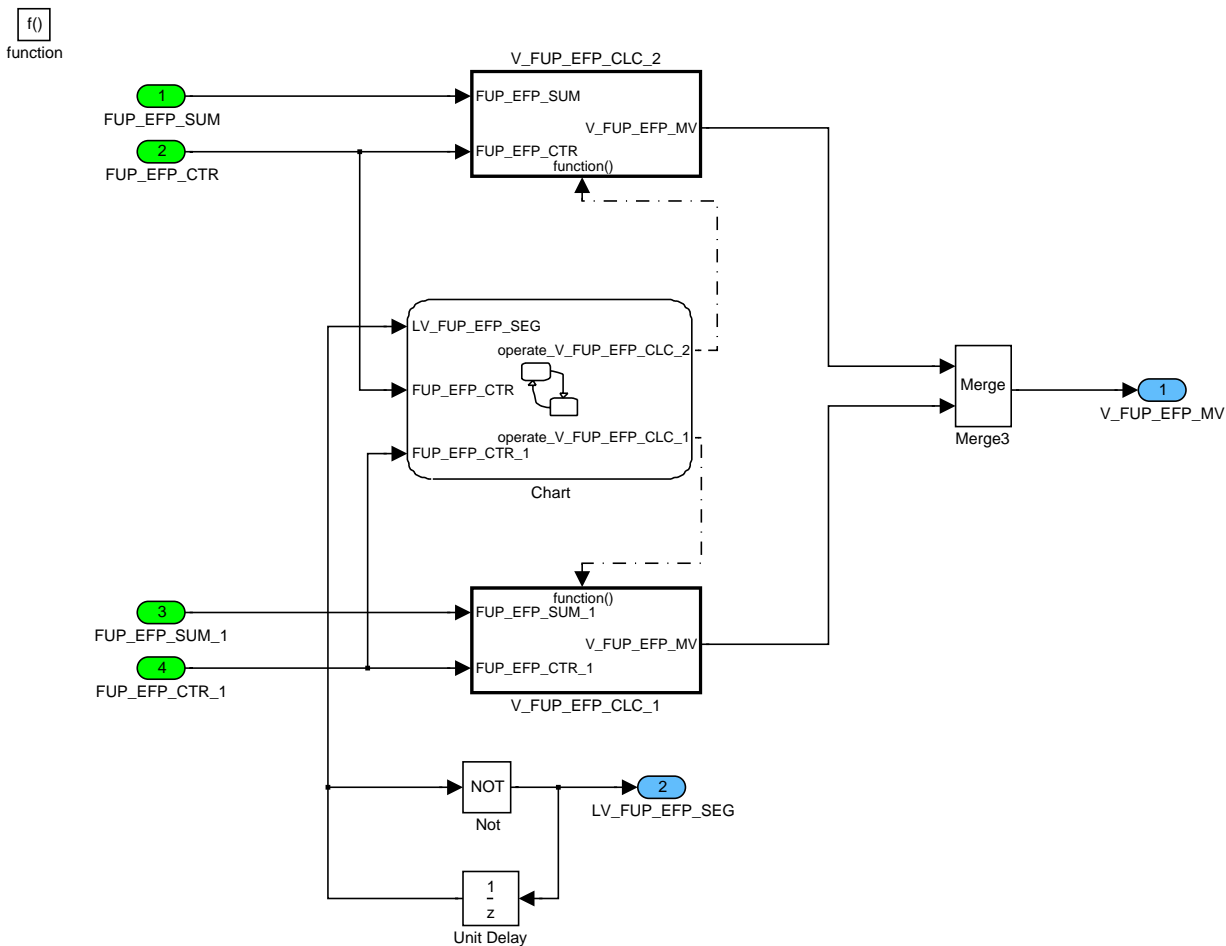 f()
function
V_FUP_EFP_CLC_2
1
FUP_EFP_SUM
FUP_EFP_SUM
V_FUP_EFP_MV
2
FUP_EFP_CTR
FUP_EFP_CTR
function()
LV_FUP_EFP_SEG
operate_V_FUP_EFP_CLC_2
FUP_EFP_CTR
operate_V_FUP_EFP_CLC_1
FUP_EFP_CTR_1
Chart
Merge
Merge3
1
V_FUP_EFP_MV
function()
3
FUP_EFP_SUM_1
FUP_EFP_SUM_1
V_FUP_EFP_MV
4
FUP_EFP_CTR_1
FUP_EFP_CTR_1
V_FUP_EFP_CLC_1
NOT
Not
2
LV_FUP_EFP_SEG
1
z
Unit Delay